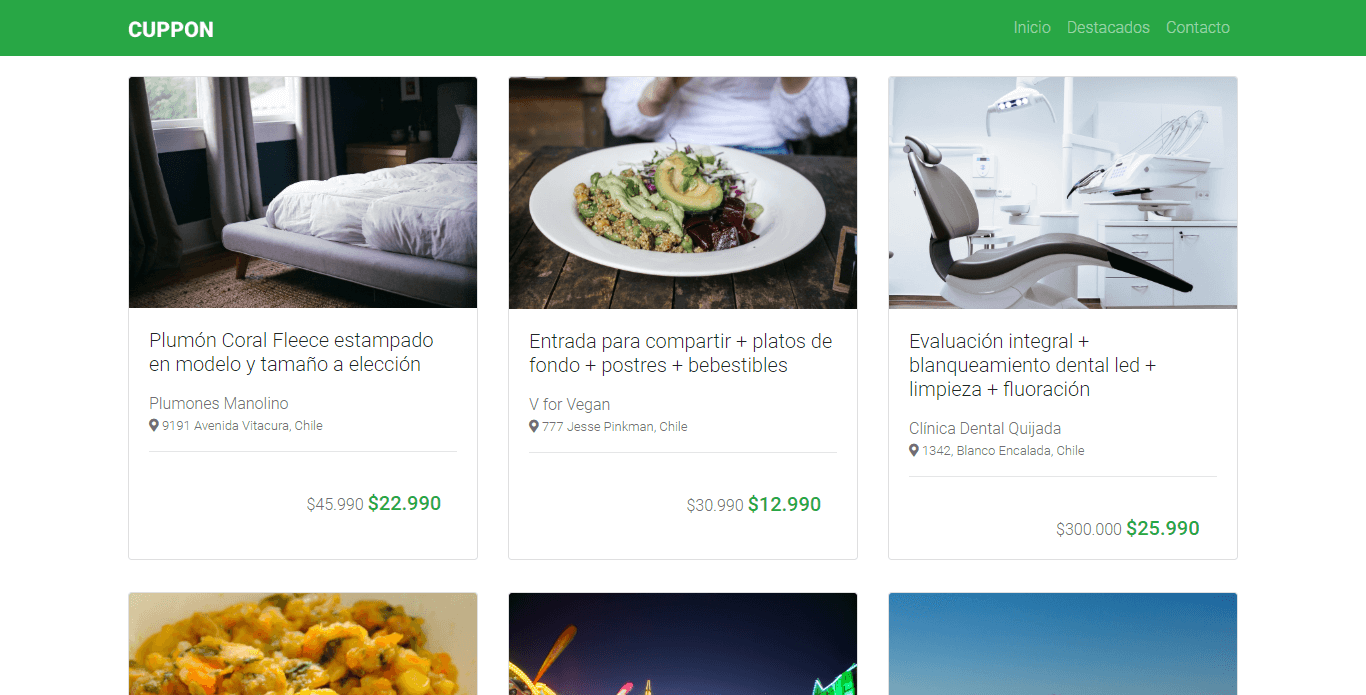 CUPPON
Inicio Destacados Contacto
Plumón Coral Fleece estampado
en modelo y tamaño a elección
Plumones Manolino
9191 Avenida Vitacura, Chile
$45.990 $22.990
Entrada para compartir + platos de
fondo + postres + bebestibles
V for Vegan
777 Jesse Pinkman, Chile
$30.990 $12.990
Evaluación integral +
blanqueamiento dental led +
limpieza + fluoración
Clínica Dental Quijada
1342, Blanco Encalada, Chile
$300.000 $25.990